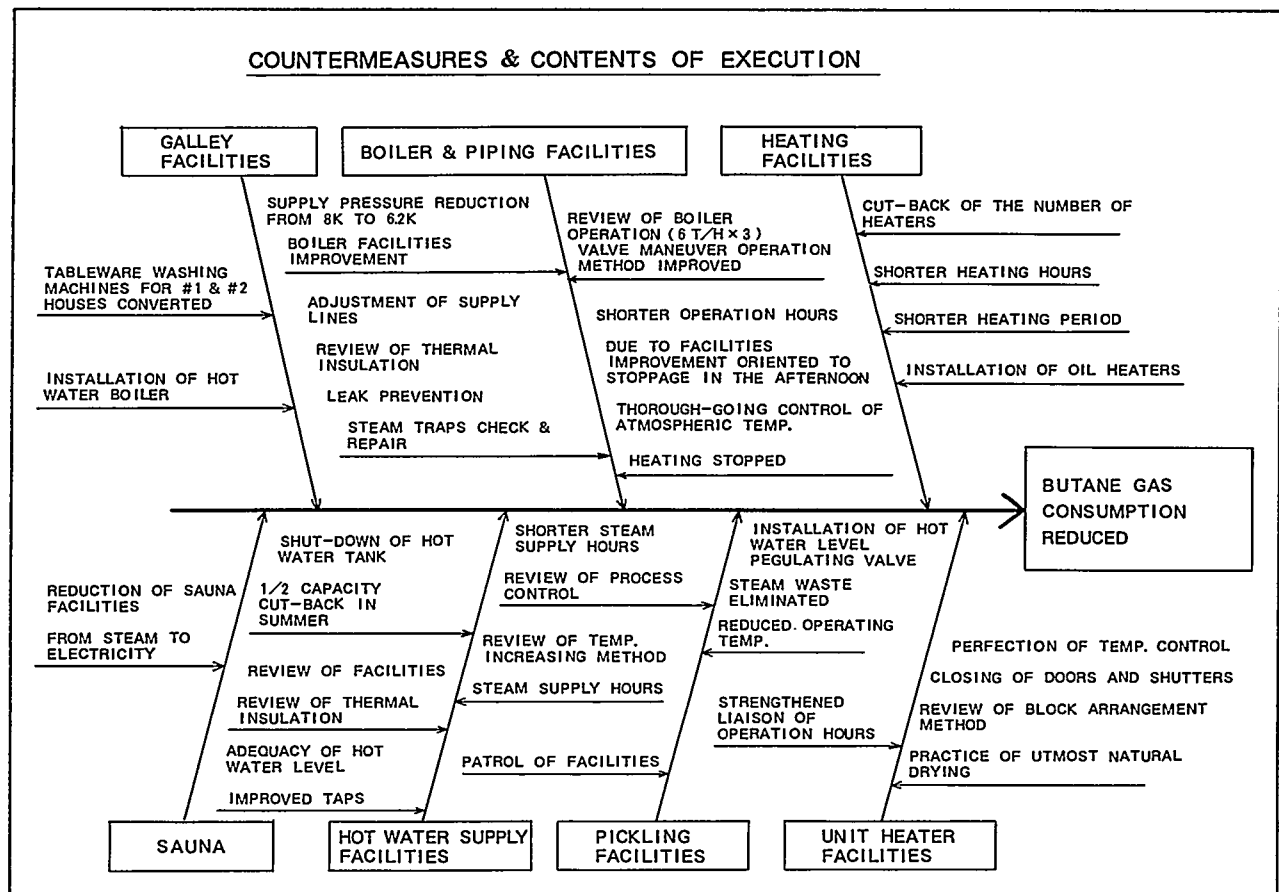 COUNTERMEASURES & CONTENTS OF EXECUTION
GALLEY
FACILITIES
BOILER & PIPING FACILITIES
HEATING
FACILITIES
TABLEWARE WASHING
MACHINES FOR #1 & #2
HOUSES CONVERTED
INSTALLATION OF HOT
WATER BOILER
SUPPLY PRESSURE REDUCTION
FROM 8K TO 6.2K
BOILER FACILITIES
IMPROVEMENT
ADJUSTMENT OF SUPPLY
LINES
REVIEW OF THERMAL
INSULATION
LEAK PREVENTION
STEAM TRAPS CHECK &
REPAIR
REVIEW OF BOILER
OPERATION (6 T/H × 3)
VALVE MANEUVER OPERATION
METHOD IMPROVED
SHORTER OPERATION HOURS
DUE TO FACILITIES
IMPROVEMENT ORIENTED TO
STOPPAGE IN THE AFTERNOON
THOROUGH-GOING CONTROL OF
ATMOSPHERIC TEMP.
HEATING STOPPED
CUT-BACK OF THE NUMBER OF
HEATERS
SHORTER HEATING HOURS
SHORTER HEATING PERIOD
INSTALLATION OF OIL HEATERS
BUTANE GAS
CONSUMPTION
REDUCED
REDUCTION OF SAUNA
FACILITIES
FROM STEAM TO
ELECTRICITY
SHUT-DOWN OF HOT
WATER TANK
1/2 CAPACITY
CUT-BACK IN
SUMMER
REVIEW OF FACILITIES
REVIEW OF THERMAL
INSULATION
ADEQUACY OF HOT
WATER LEVEL
IMPROVED TAPS
SHORTER STEAM
SUPPLY HOURS
REVIEW OF PROCESS
CONTROL
REVIEW OF TEMP.
INCREASING METHOD
STEAM SUPPLY HOURS
PATROL OF FACILITIES
INSTALLATION OF HOT
WATER LEVEL
PEGULATING VALVE
STEAM WASTE
ELIMINATED
REDUCED. OPERATING
TEMP.
STRENGTHENED
LIAISON OF
OPERATION HOURS
PERFECTION OF TEMP. CONTROL
CLOSING OF DOORS AND SHUTTERS
REVIEW OF BLOCK ARRANGEMENT
METHOD
PRACTICE OF UTMOST NATURAL
DRYING
SAUNA
HOT WATER SUPPLY
FACILITIES
PICKLING
FACILITIES
UNIT HEATER
FACILITIES